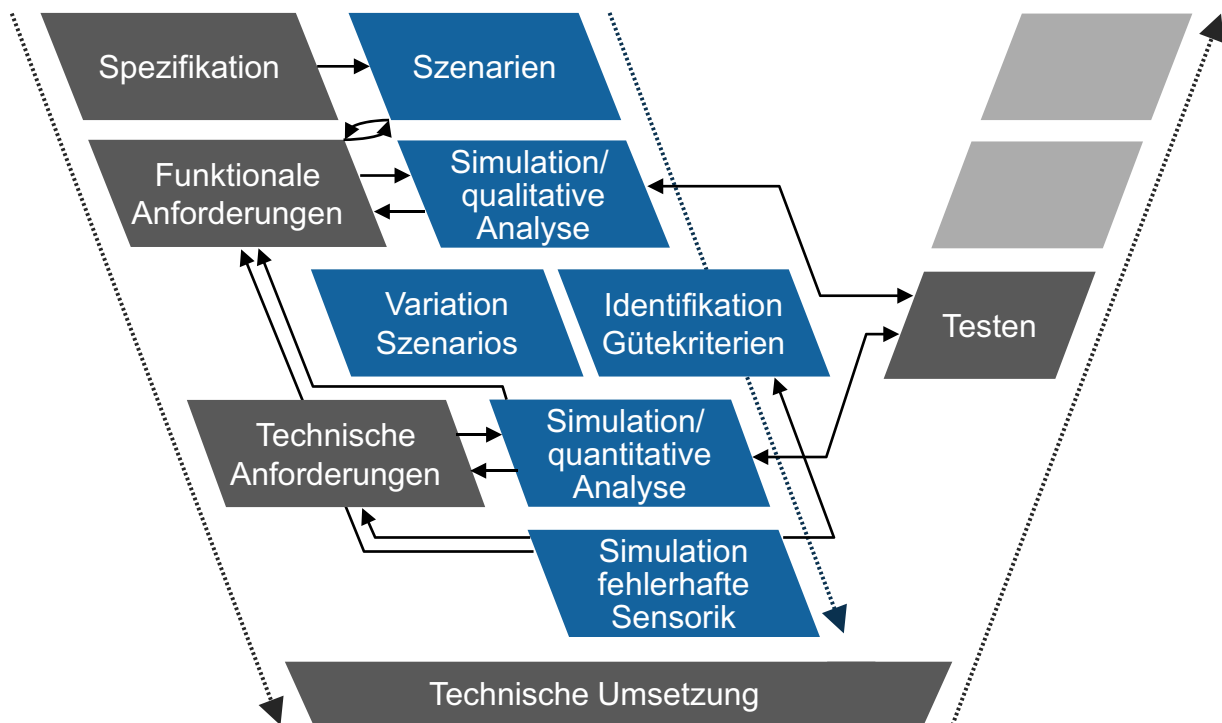 Spezifikation
Szenarien
Funktionale
Anforderungen
Simulation/
qualitative
Analyse
Variation
Szenarios
Identifikation
Gütekriterien
Testen
Technische
Anforderungen
Simulation/
quantitative
Analyse
Simulation
fehlerhafte
Sensorik
Technische Umsetzung